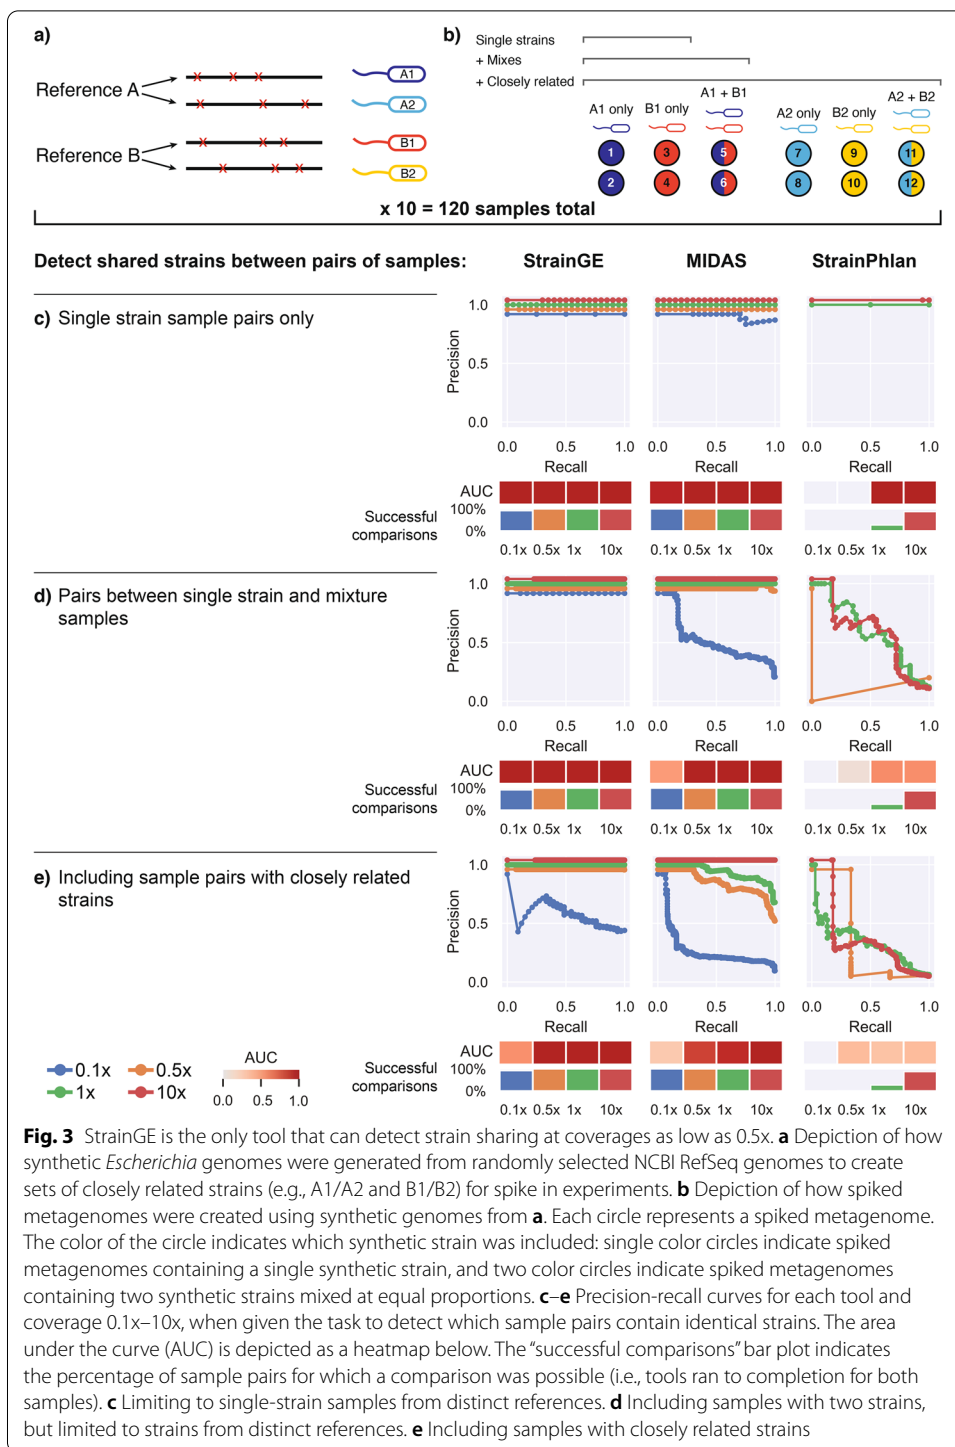 a)
Reference A
A1
A2
Reference B
B1
B2
b)
Single strains
+ Mixes
+ Closely related
A1 only
B1 only
A1 + B1
A2 only
B2 only
A2 + B2
1
3
5
7
9
11
2
4
6
8
10
12
x 10 = 120 samples total
Detect shared strains between pairs of samples:
StrainGE
MIDAS
StrainPhlan
c) Single strain sample pairs only
Precision
1.0
0.5
0.0
0.0 0.5 1.0
0.0 0.5 1.0
0.0 0.5 1.0
Recall
Recall
Recall
AUC
Successful comparisons
100%
0%
0.1x 0.5x 1x 10x
0.1x 0.5x 1x 10x
0.1x 0.5x 1x 10x
d) Pairs between single strain and mixture
samples
Precision
1.0
0.5
0.0
0.0 0.5 1.0
0.0 0.5 1.0
0.0 0.5 1.0
Recall
Recall
Recall
AUC
Successful comparisons
100%
0%
0.1x 0.5x 1x 10x
0.1x 0.5x 1x 10x
0.1x 0.5x 1x 10x
e) Including sample pairs with closely related
strains
Precision
1.0
0.5
0.0
0.0 0.5 1.0
0.0 0.5 1.0
0.0 0.5 1.0
Recall
Recall
Recall
AUC
Successful comparisons
100%
0%
0.1x 0.5x 1x 10x
0.1x 0.5x 1x 10x
0.1x 0.5x 1x 10x
0.1x
0.5x
1x
10x
AUC
0.0 0.5 1.0
Fig. 3 StrainGE is the only tool that can detect strain sharing at coverages as low as 0.5x. a Depiction of how
synthetic Escherichia genomes were generated from randomly selected NCBI RefSeq genomes to create
sets of closely related strains (e.g., A1/A2 and B1/B2) for spike in experiments. b Depiction of how spiked
metagenomes were created using synthetic genomes from a. Each circle represents a spiked metagenome.
The color of the circle indicates which synthetic strain was included: single color circles indicate spiked
metagenomes containing a single synthetic strain, and two color circles indicate spiked metagenomes
containing two synthetic strains mixed at equal proportions. c–e Precision-recall curves for each tool and
coverage 0.1x–10x, when given the task to detect which sample pairs contain identical strains. The area
under the curve (AUC) is depicted as a heatmap below. The “successful comparisons” bar plot indicates
the percentage of sample pairs for which a comparison was possible (i.e., tools ran to completion for both
samples). c Limiting to single-strain samples from distinct references. d Including samples with two strains,
but limited to strains from distinct references. e Including samples with closely related strains